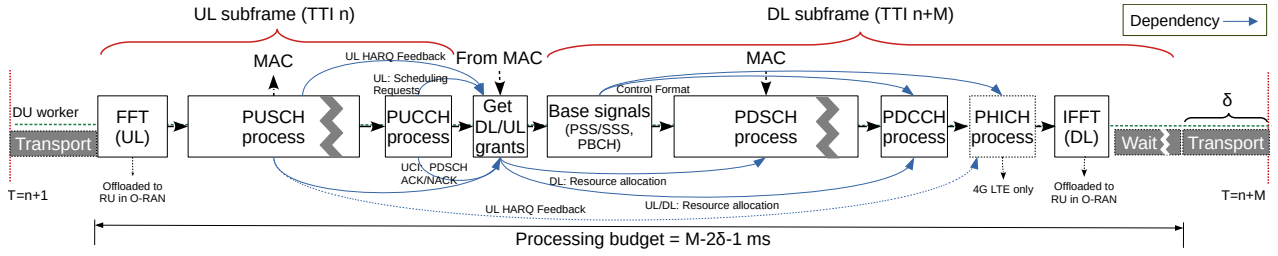 UL subframe (TTI n)
DL subframe (TTI n+M)
Dependency
MAC
UL HARQ Feedback
From MAC
MAC
UL: Scheduling
Requests
Control Format
δ
DU worker
Transport
FFT
(UL)
PUSCH
process
PUCCH
process
Get
DL/UL
grants
Base signals
(PSS/SSS,
PBCH)
PDSCH
process
PDCCH
process
PHICH
process
IFFT
(DL)
Wait
Transport
UCI: PDSCH
ACK/NACK
DL: Resource allocation
T=n+1
Offloaded to
RU in O-RAN
UL HARQ Feedback
UL/DL: Resource allocation
4G LTE only
Offloaded to
RU in O-RAN
T=n+M
Processing budget = M-2δ-1 ms